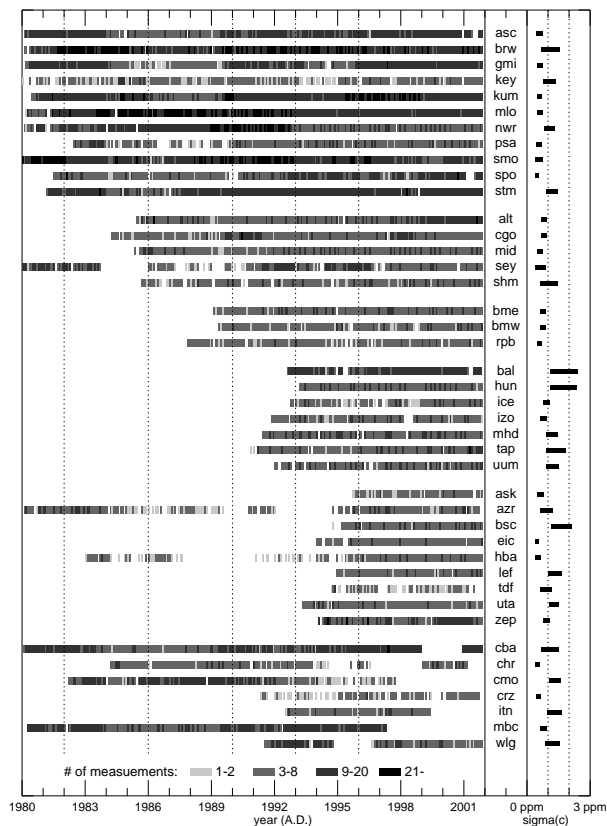 asc
brw
gmi
key
kum
mlo
nwr
psa
smo
spo
stm
alt
cgo
mid
sey
shm
bme
bmw
rpb
bal
hun
ice
izo
mhd
tap
uum
ask
azr
bsc
eic
hba
lef
tdf
uta
zep
cba
chr
cmo
crz
itn
mbc
wlg
# of measuements: 1-2 3-8 9-20 21-
1980 1983 1986 1989 1992 1995 1998 2001 0 ppm 3 ppm
year (A.D.) sigma(c)